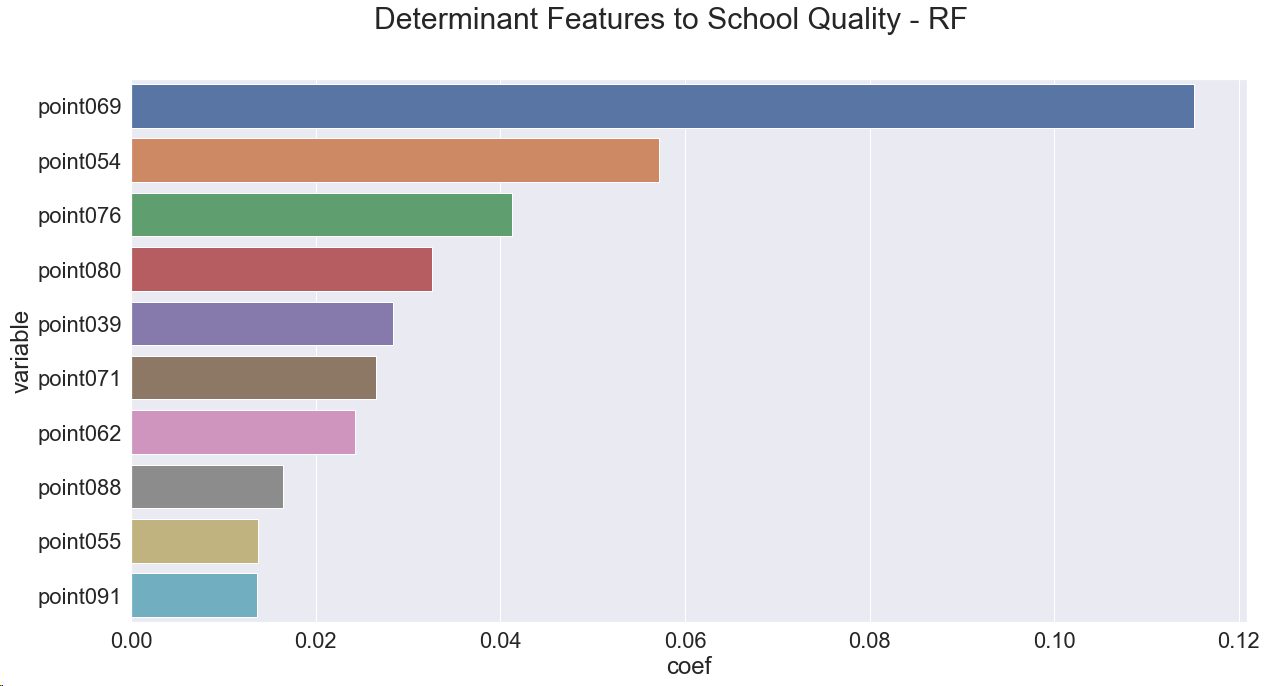 Determinant Features to School Quality - RF
point069
point054
point076
point080
point039
point071
point062
point088
point055
point091
variable
0.00 0.02 0.04 0.06 0.08 0.10 0.12
coef